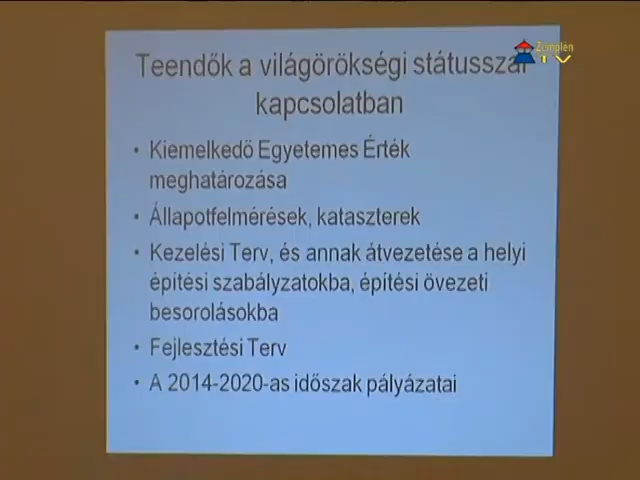 Teendők a világörökségi státusszal
kapcsolatban
• Kiemelkedő Egyetemes Érték
meghatározása
• Állapotfelmérések, kataszterek
• Kezelési Terv, és annak átvezetése a helyi
építési szabályzatokba, építési övezeti
besorolásokba
• Fejlesztési Terv
• A 2014-2020-as időszak pályázatai
Zemplén
TV